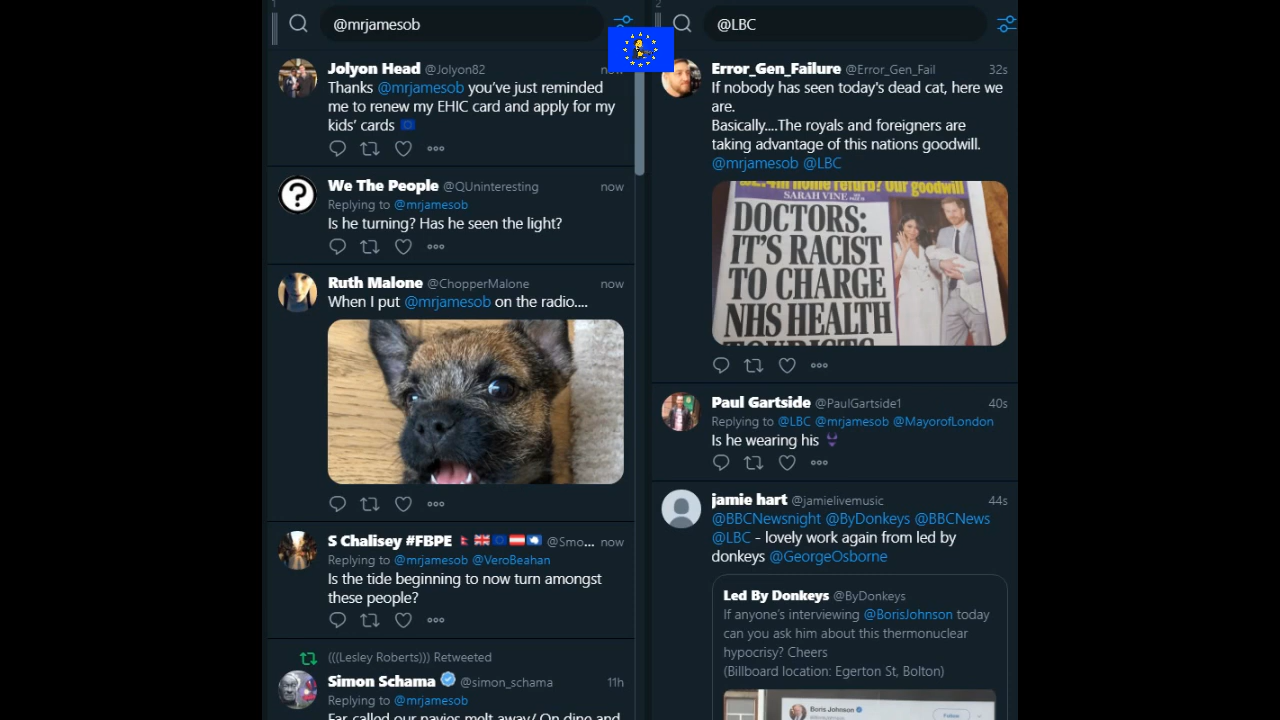 1
@mrjamesob
Jolyon Head @Jolyon82 now
Thanks @mrjamesob you've just reminded
me to renew my EHIC card and apply for my
kids' cards
We The People @QUninteresting now
Replying to @mrjamesob
Is he turning? Has he seen the light?
Ruth Malone @ChopperMalone now
When I put @mrjamesob on the radio....
S Chalisey #FBPE @Smo... now
Replying to @mrjamesob @VeroBeahan
Is the tide beginning to now turn amongst
these people?
(((Lesley Roberts))) Retweeted
Simon Schama @simon_schama 11h
Replying to @mrjamesob
Far-called our navies melt away/ On dine and
2
@LBC
Error_Gen_Failure @Error_Gen_Fail 32s
If nobody has seen today's dead cat, here we
are.
Basically....The royals and foreigners are
taking advantage of this nations goodwill.
@mrjamesob @LBC
home refurb? Our goodwill
SARAH VINE
DOCTORS:
IT'S RACIST
TO CHARGE
NHS HEALTH
Paul Gartside @PaulGartside1 40s
Replying to @LBC @mrjamesob @MayorofLondon
Is he wearing his
jamie hart @jamielivemusic 44s
@BBCNewsnight @ByDonkeys @BBCNews
@LBC - lovely work again from led by
donkeys @GeorgeOsborne
Led By Donkeys @ByDonkeys
If anyone's interviewing @BorisJohnson today
can you ask him about this thermonuclear
hypocrisy? Cheers
(Billboard location: Egerton St, Bolton)
Boris Johnson
Follow